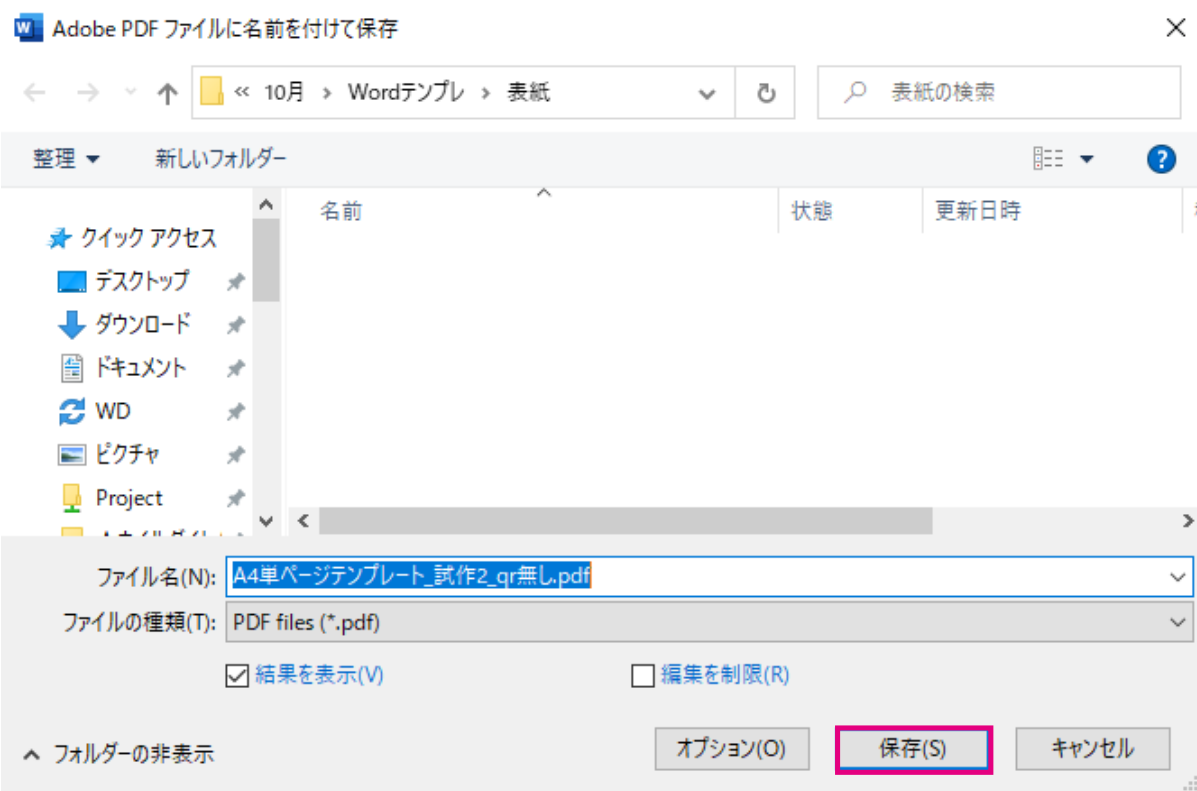 Adobe PDF ファイルに名前を付けて保存
« 10月 › Wordテンプレ › 表紙
表紙の検索
整理
新しいフォルダー
名前
状態
更新日時
クイック アクセス
デスクトップ
ダウンロード
ドキュメント
WD
ピクチャ
Project
ファイル名(N):
A4単ページテンプレート_試作2_qr無し.pdf
ファイルの種類(T):
PDF files (*.pdf)
結果を表示(V)
編集を制限(R)
フォルダーの非表示
オプション(O)
保存(S)
キャンセル